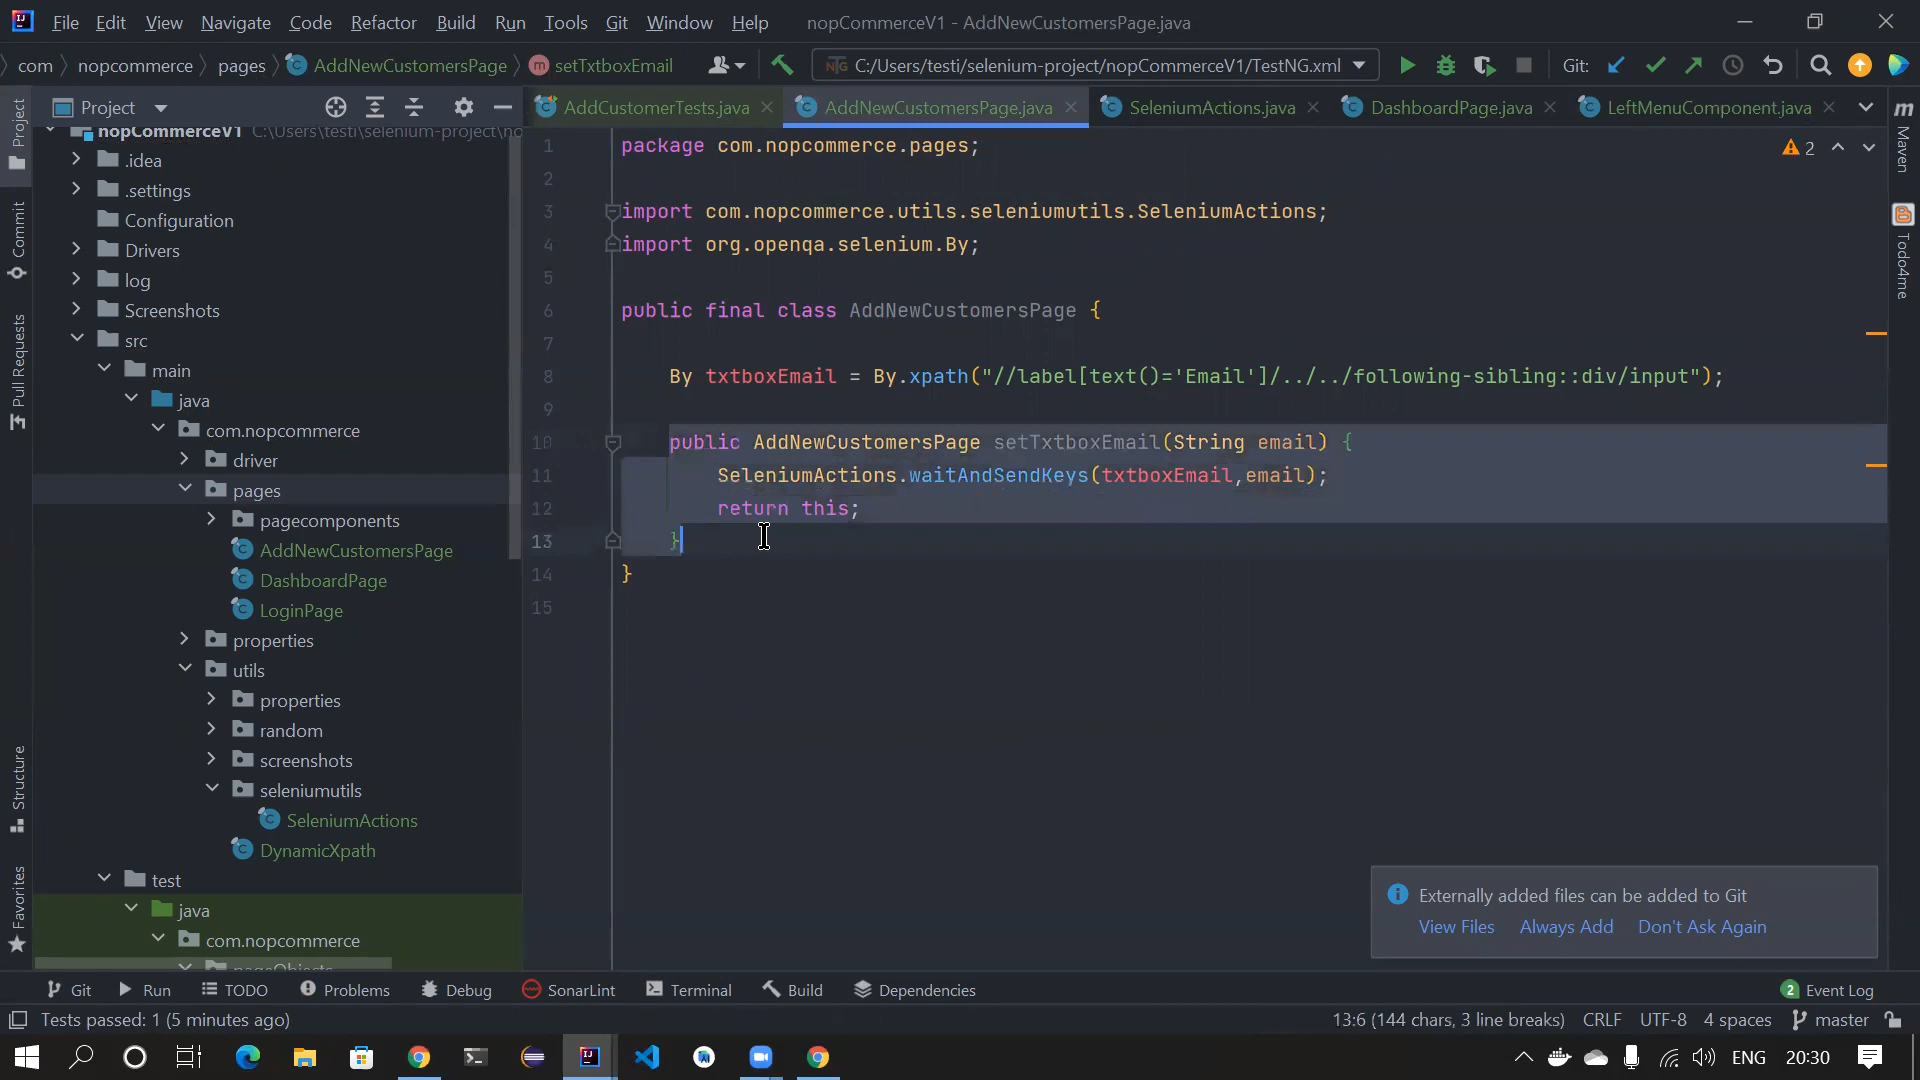 File Edit View Navigate Code Refactor Build Run Tools Git Window Help nopCommerceV1 - AddNewCustomersPage.java
com nopcommerce pages AddNewCustomersPage setTxtboxEmail C:/Users/testi/selenium-project/nopCommerceV1/TestNG.xml Git:
Project AddCustomerTests.java AddNewCustomersPage.java SeleniumActions.java DashboardPage.java LeftMenuComponent.java
Project
Commit
Pull Requests
Structure
Favorites
nopCommerceV1 C:\Users\testi\selenium-project\no
.idea
.settings
Configuration
Drivers
log
Screenshots
src
main
java
com.nopcommerce
driver
pages
pagecomponents
AddNewCustomersPage
DashboardPage
LoginPage
properties
utils
properties
random
screenshots
seleniumutils
SeleniumActions
DynamicXpath
test
java
com.nopcommerce
pageObjects
1 package com.nopcommerce.pages;
2
3 import com.nopcommerce.utils.seleniumutils.SeleniumActions;
4 import org.openqa.selenium.By;
5
6 public final class AddNewCustomersPage {
7
8 By txtboxEmail = By.xpath("//label[text()='Email']/../../following-sibling::div/input");
9
10 public AddNewCustomersPage setTxtboxEmail(String email) {
11 SeleniumActions.waitAndSendKeys(txtboxEmail,email);
12 return this;
13 }
14 }
15
2
m
Maven
Todo4me
Externally added files can be added to Git
View Files Always Add Don't Ask Again
Git Run TODO Problems Debug SonarLint Terminal Build Dependencies 2 Event Log
Tests passed: 1 (5 minutes ago) 13:6 (144 chars, 3 line breaks) CRLF UTF-8 4 spaces master
ENG 20:30